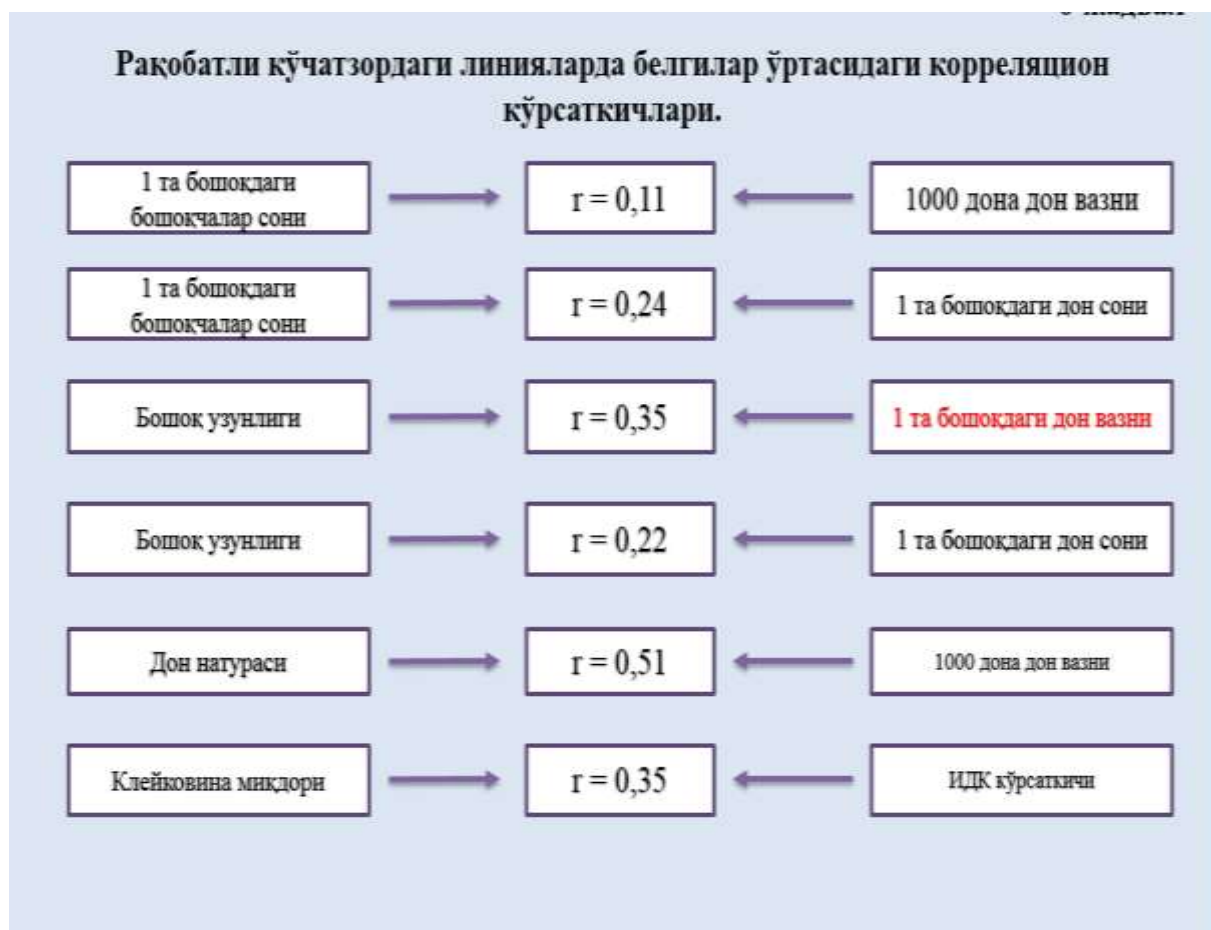 Рақобатли кўчатзордаги линияларда белгилар ўртасидаги корреляцион
кўрсаткичлари.
1 та бошоқдаги
бошоқчалар сони
r = 0,11
1000 дона дон вазни
1 та бошоқдаги
бошоқчалар сони
r = 0,24
1 та бошоқдаги дон сони
Бошоқ узунлиги
r = 0,35
1 та бошоқдаги дон вазни
Бошоқ узунлиги
r = 0,22
1 та бошоқдаги дон сони
Дон натураси
r = 0,51
1000 дона дон вазни
Клейковина миқдори
r = 0,35
ИДК кўрсаткичи